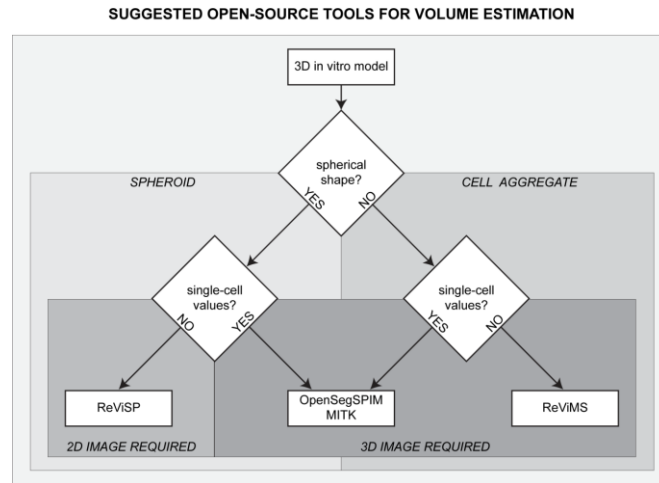 SUGGESTED OPEN-SOURCE TOOLS FOR VOLUME ESTIMATION
3D in vitro model
spherical
shape?
SPHEROID
CELL AGGREGATE
YES
NO
single-cell
values?
single-cell
values?
NO
YES
YES
NO
ReViSP
OpenSegSPIM
MITK
ReViMS
2D IMAGE REQUIRED
3D IMAGE REQUIRED